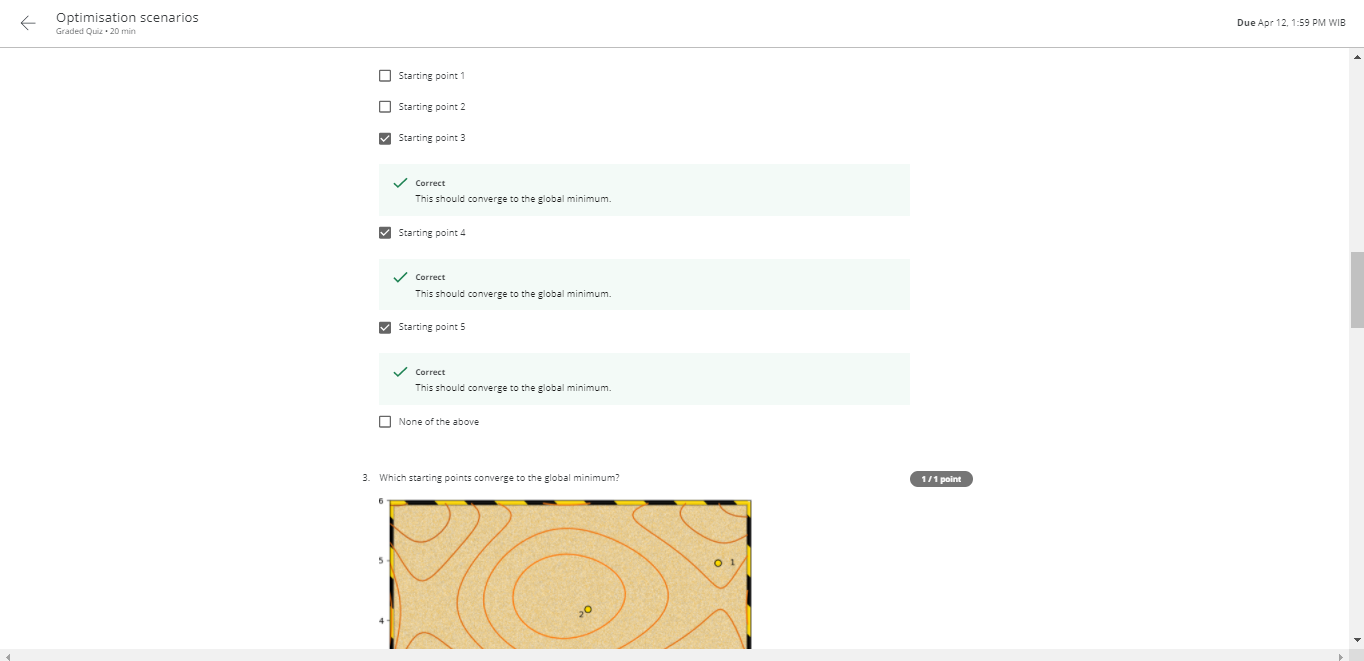 Optimisation scenarios
Graded Quiz • 20 min
Due Apr 12, 1:59 PM WIB
Starting point 1
Starting point 2
Starting point 3
Correct
This should converge to the global minimum.
Starting point 4
Correct
This should converge to the global minimum.
Starting point 5
Correct
This should converge to the global minimum.
None of the above
3. Which starting points converge to the global minimum?
1 / 1 point
6
5
1
2
4